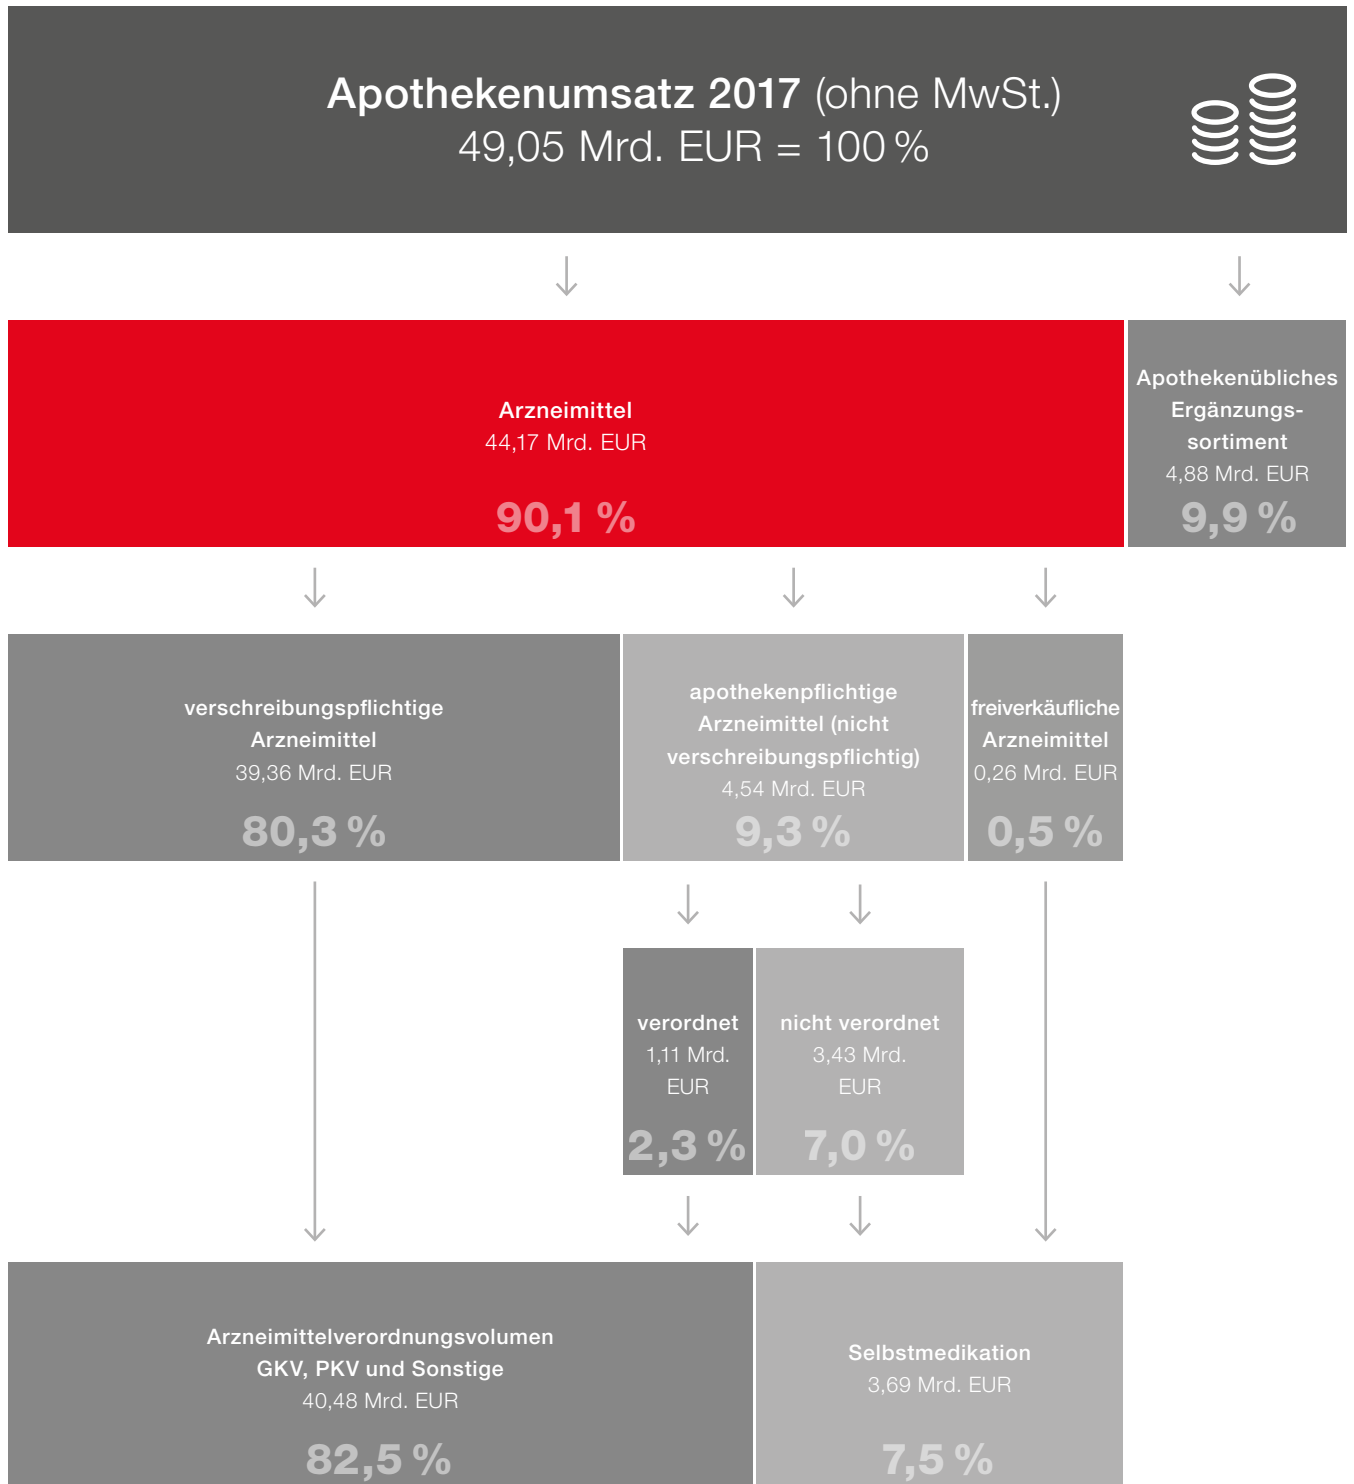 Apothekenumsatz 2017 (ohne MwSt.)
49,05 Mrd. EUR = 100 %
Arzneimittel
44,17 Mrd. EUR
90,1 %
Apothekenübliches
Ergänzungs-
sortiment
4,88 Mrd. EUR
9,9 %
verschreibungspflichtige
Arzneimittel
39,36 Mrd. EUR
80,3 %
apothekenpflichtige
Arzneimittel (nicht
verschreibungspflichtig)
4,54 Mrd. EUR
9,3 %
freiverkäufliche
Arzneimittel
0,26 Mrd. EUR
0,5 %
verordnet
1,11 Mrd.
EUR
2,3 %
nicht verordnet
3,43 Mrd.
EUR
7,0 %
Arzneimittelverordnungsvolumen
GKV, PKV und Sonstige
40,48 Mrd. EUR
82,5 %
Selbstmedikation
3,69 Mrd. EUR
7,5 %